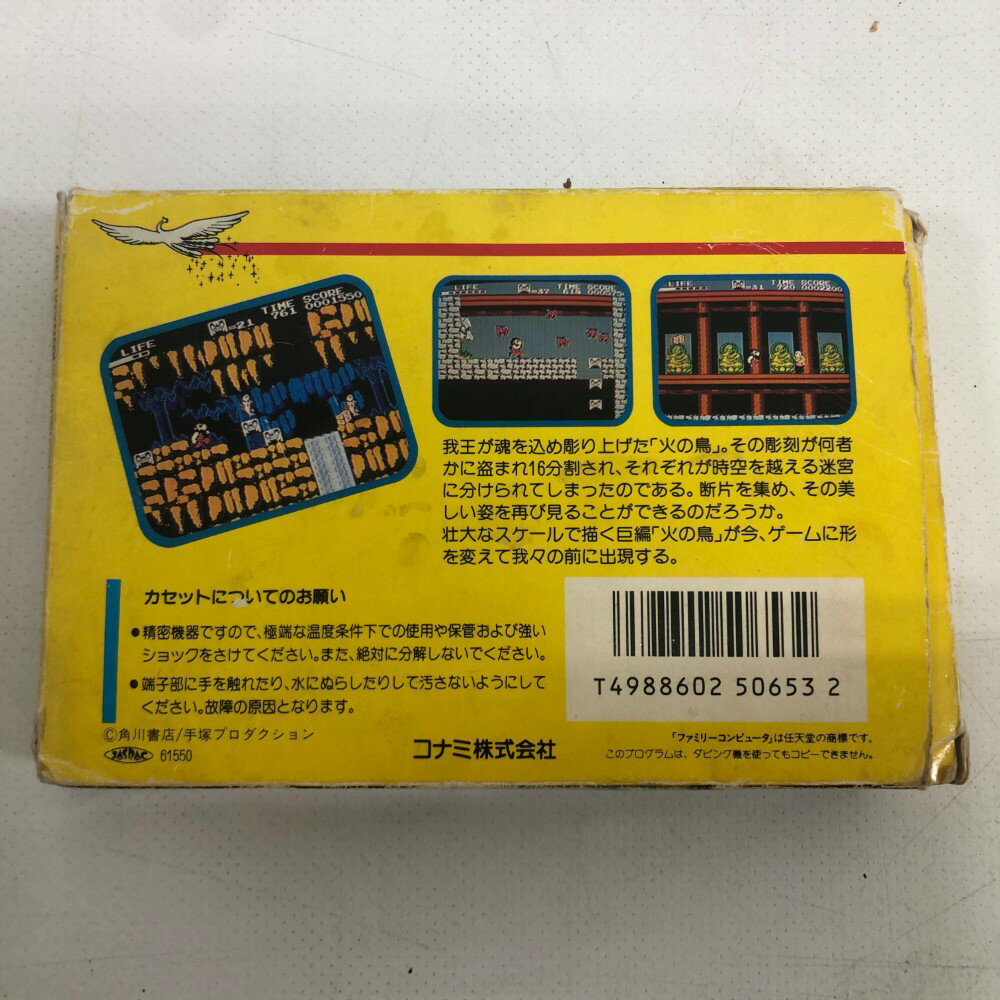 LIFE
=21
TIME SCORE
761 0001550
LIFE
=37
TIME SCORE
LIFE
=31
TIME SCORE
720 0002200
我王が魂を込め彫り上げた「火の鳥」。その彫刻が何者
かに盗まれ16分割され、それぞれが時空を越える迷宮
に分けられてしまったのである。断片を集め、その美
しい姿を再び見ることができるのだろうか。
壮大なスケールで描く巨編「火の鳥」が今、ゲームに形
を変えて我々の前に出現する。
カセットについてのお願い
●精密機器ですので、極端な温度条件下での使用や保管および強い
ショックをさけてください。また、絶対に分解しないでください。
●端子部に手を触れたり、水にぬらしたりして汚さないようにして
ください。故障の原因となります。
©角川書店/手塚プロダクション
JASRAC 61550
コナミ株式会社
T4988602 50653 2
「ファミリーコンピュータ」は任天堂の商標です。
このプログラムは、ダビング機を使ってもコピーできません。